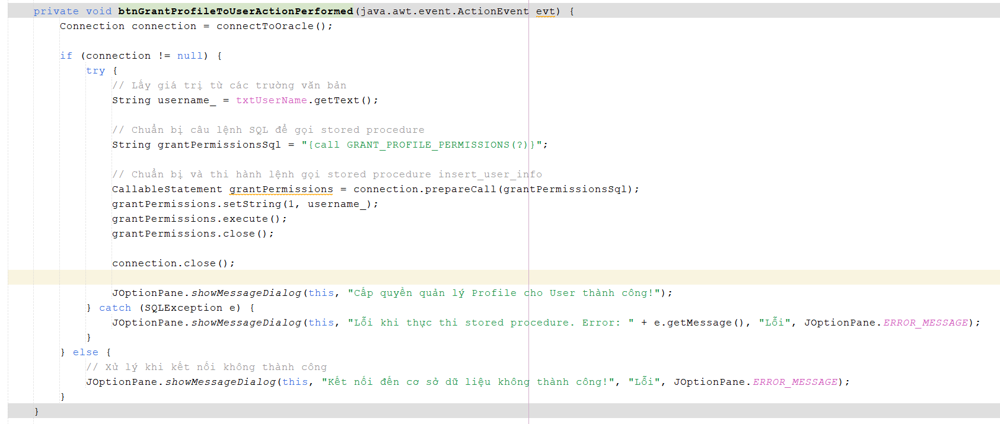 private void btnGrantProfileToUserActionPerformed(java.awt.event.ActionEvent evt) {
Connection connection = connectToOracle();
if (connection != null) {
try {
// Lấy giá trị từ các trường văn bản
String username_ = txtUserName.getText();
// Chuẩn bị câu lệnh SQL để gọi stored procedure
String grantPermissionsSql = "{call GRANT_PROFILE_PERMISSIONS(?)}";
// Chuẩn bị và thi hành lệnh gọi stored procedure insert_user_info
CallableStatement grantPermissions = connection.prepareCall(grantPermissionsSql);
grantPermissions.setString(1, username_);
grantPermissions.execute();
grantPermissions.close();
connection.close();
JOptionPane.showMessageDialog(this, "Cấp quyền quản lý Profile cho User thành công!");
} catch (SQLException e) {
JOptionPane.showMessageDialog(this, "Lỗi khi thực thi stored procedure. Error: " + e.getMessage(), "Lỗi", JOptionPane.ERROR_MESSAGE);
}
} else {
// Xử lý khi kết nối không thành công
JOptionPane.showMessageDialog(this, "Kết nối đến cơ sở dữ liệu không thành công!", "Lỗi", JOptionPane.ERROR_MESSAGE);
}
}